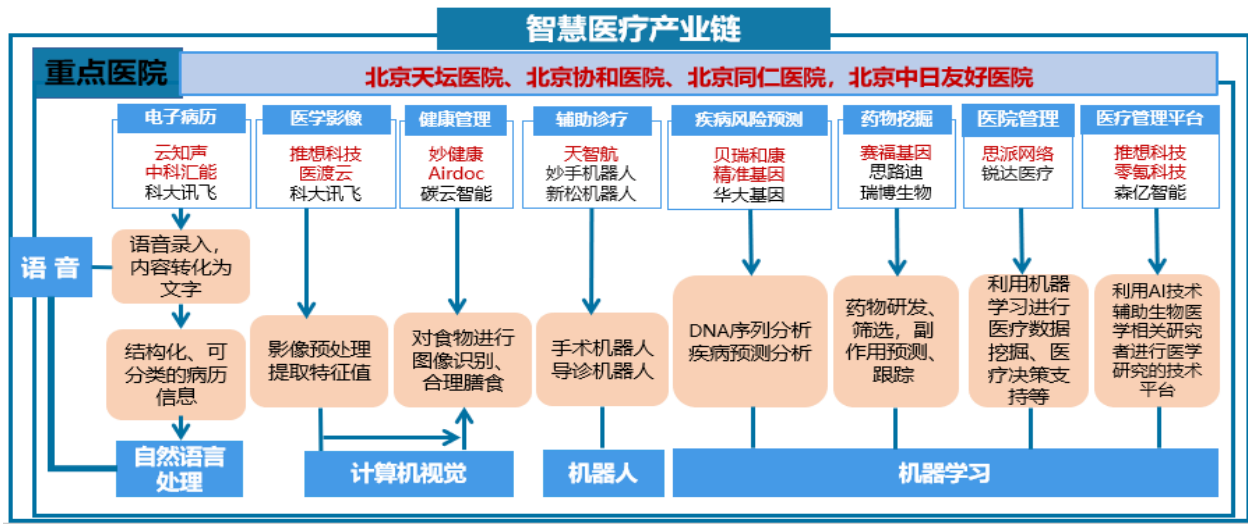 智慧医疗产业链
重点医院
北京天坛医院、北京协和医院、北京同仁医院，北京中日友好医院
电子病历
云知声
中科汇能
科大讯飞
医学影像
推想科技
医渡云
科大讯飞
健康管理
妙健康
Airdoc
碳云智能
辅助诊疗
天智航
妙手机器人
新松机器人
疾病风险预测
贝瑞和康
精准基因
华大基因
药物挖掘
赛福基因
思路迪
瑞博生物
医院管理
思派网络
锐达医疗
医疗管理平台
推想科技
零氪科技
森亿智能
语音
语音录入，
内容转化为
文字
结构化、可
分类的病历
信息
影像预处理
提取特征值
对食物进行
图像识别、
合理膳食
手术机器人
导诊机器人
DNA序列分析
疾病预测分析
药物研发、
筛选，副
作用预测、
跟踪
利用机器
学习进行
医疗数据
挖掘、医
疗决策支
持等
利用AI技术
辅助生物医
学相关研究
者进行医学
研究的技术
平台
自然语言
处理
计算机视觉
机器人
机器学习